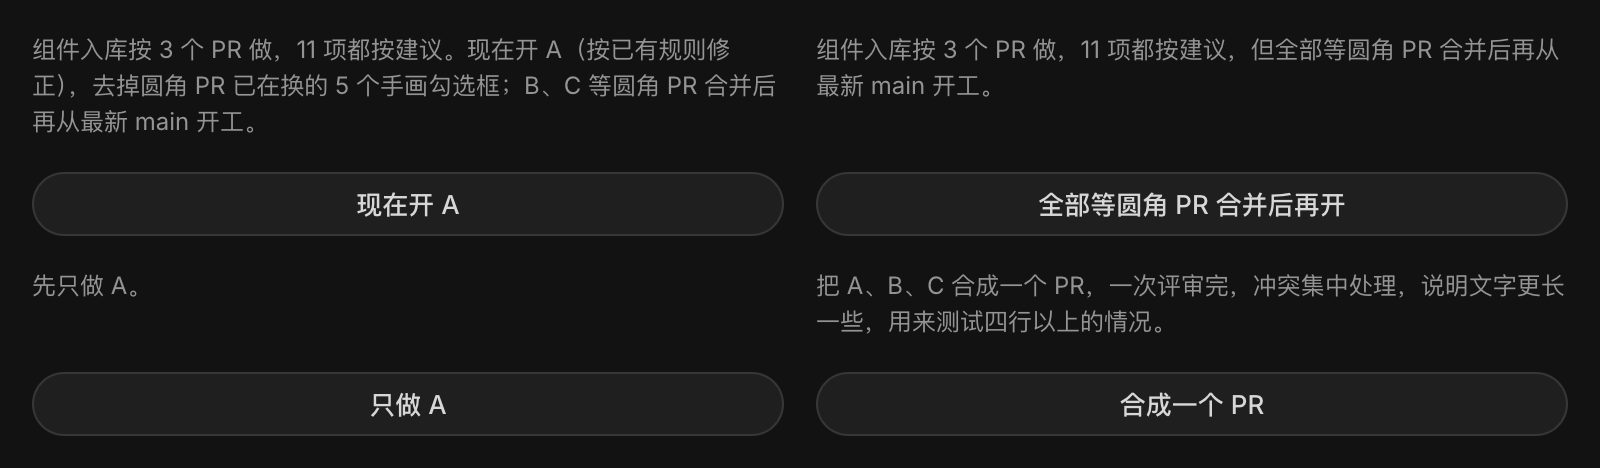 组件入库按 3 个 PR 做，11 项都按建议。现在开 A（按已有规则修
正），去掉圆角 PR 已在换的 5 个手画勾选框；B、C 等圆角 PR 合并后
再从最新 main 开工。
现在开 A
组件入库按 3 个 PR 做，11 项都按建议，但全部等圆角 PR 合并后再从
最新 main 开工。
全部等圆角 PR 合并后再开
先只做 A。
只做 A
把 A、B、C 合成一个 PR，一次评审完，冲突集中处理，说明文字更长
一些，用来测试四行以上的情况。
合成一个 PR